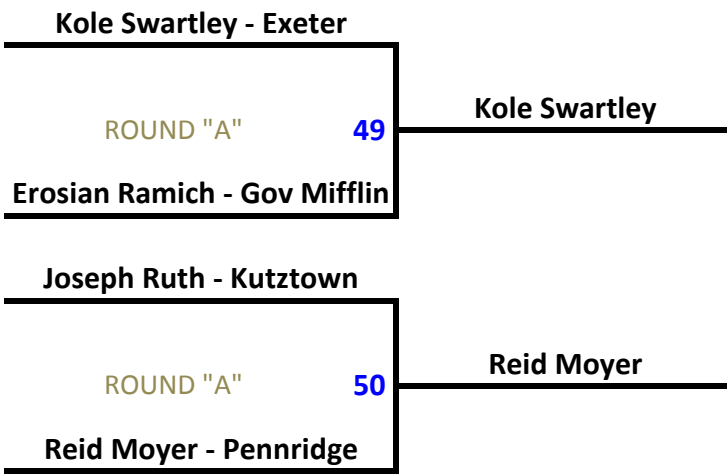 Kole Swartley - Exeter
ROUND "A" 49
Kole Swartley
Erosian Ramich - Gov Mifflin
Joseph Ruth - Kutztown
ROUND "A" 50
Reid Moyer
Reid Moyer - Pennridge